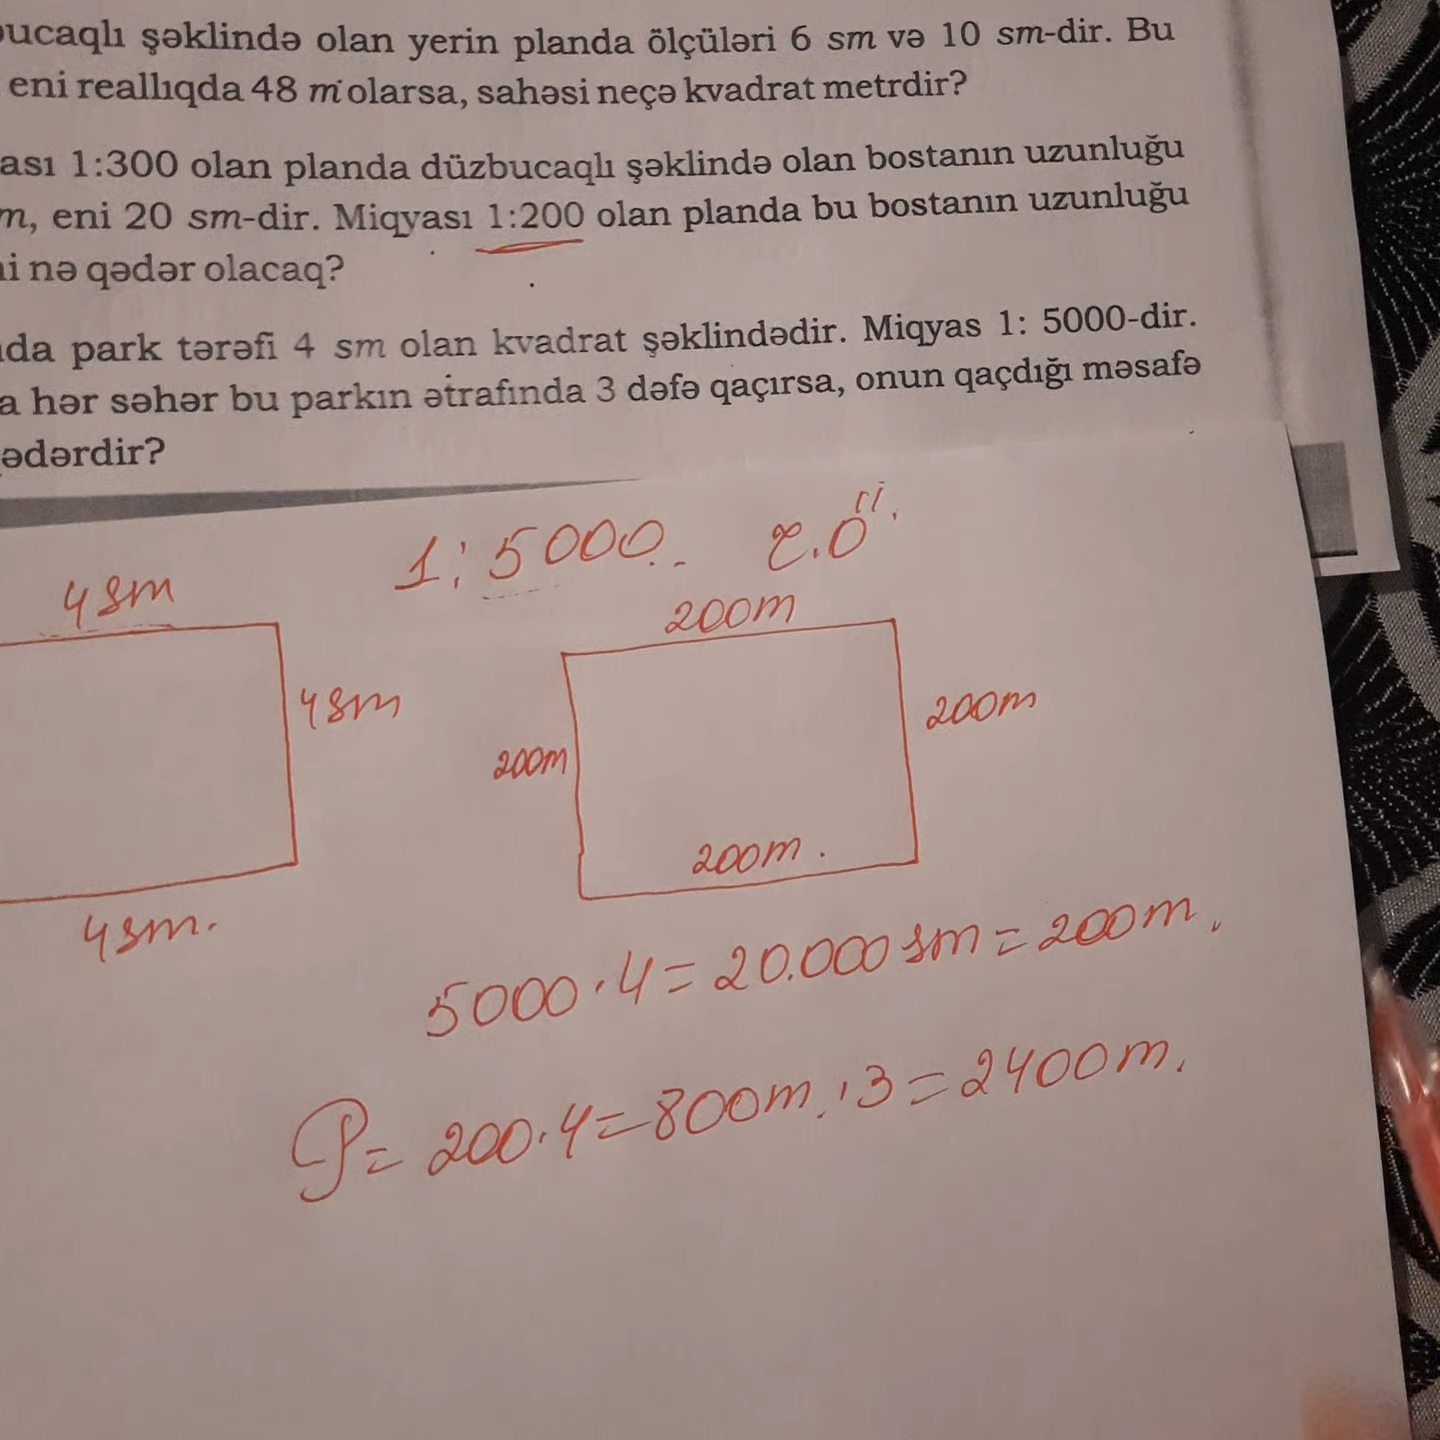 bucaqlı şəklində olan yerin planda ölçüləri 6 sm və 10 sm-dir. Bu
eni reallıqda 48 m olarsa, sahəsi neçə kvadrat metrdir?
ası 1:300 olan planda düzbucaqlı şəklində olan bostanın uzunluğu
m, eni 20 sm-dir. Miqyası 1:200 olan planda bu bostanın uzunluğu
i nə qədər olacaq?
da park tərəfi 4 sm olan kvadrat şəklindədir. Miqyas 1: 5000-dir.
a hər səhər bu parkın ətrafında 3 dəfə qaçırsa, onun qaçdığı məsafə
ədərdir?
1:5000.
4sm
200m
4sm
200m
200m
200m.
4sm.
5000·4=20.000sm=200m.
P=200·4=800m.·3=2400m.